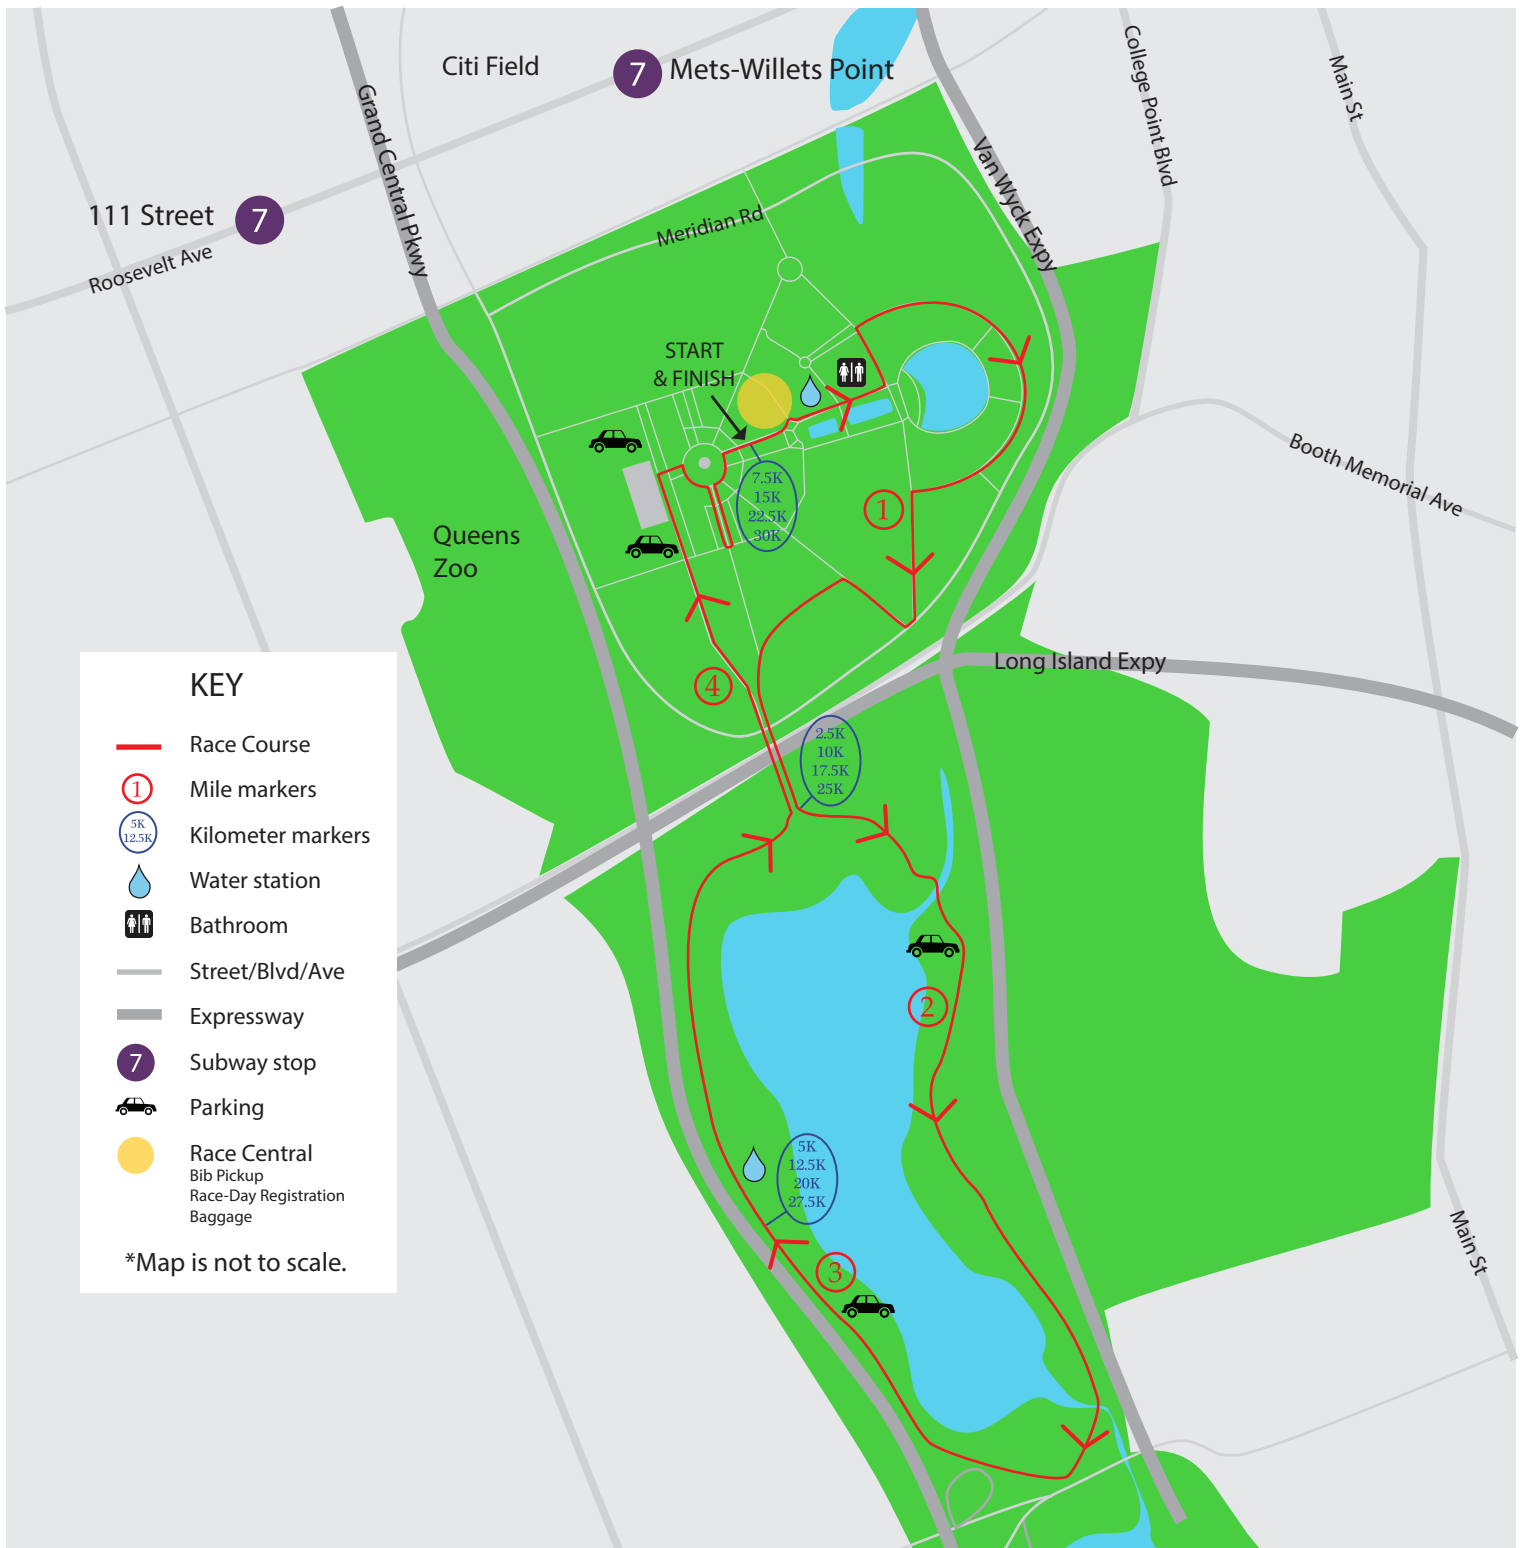 Citi Field
7
Mets-Willets Point
College Point Blvd
Main St
Grand Central Pkwy
Van Wyck Expy
111 Street
7
Roosevelt Ave
Meridian Rd
START
& FINISH
7.5K
15K
22.5K
30K
1
Booth Memorial Ave
Queens
Zoo
Long Island Expy
4
2.5K
10K
17.5K
25K
2
5K
12.5K
20K
27.5K
3
Main St
KEY
Race Course
1
Mile markers
5K
12.5K
Kilometer markers
Water station
Bathroom
Street/Blvd/Ave
Expressway
7
Subway stop
Parking
Race Central
Bib Pickup
Race-Day Registration
Baggage
*Map is not to scale.